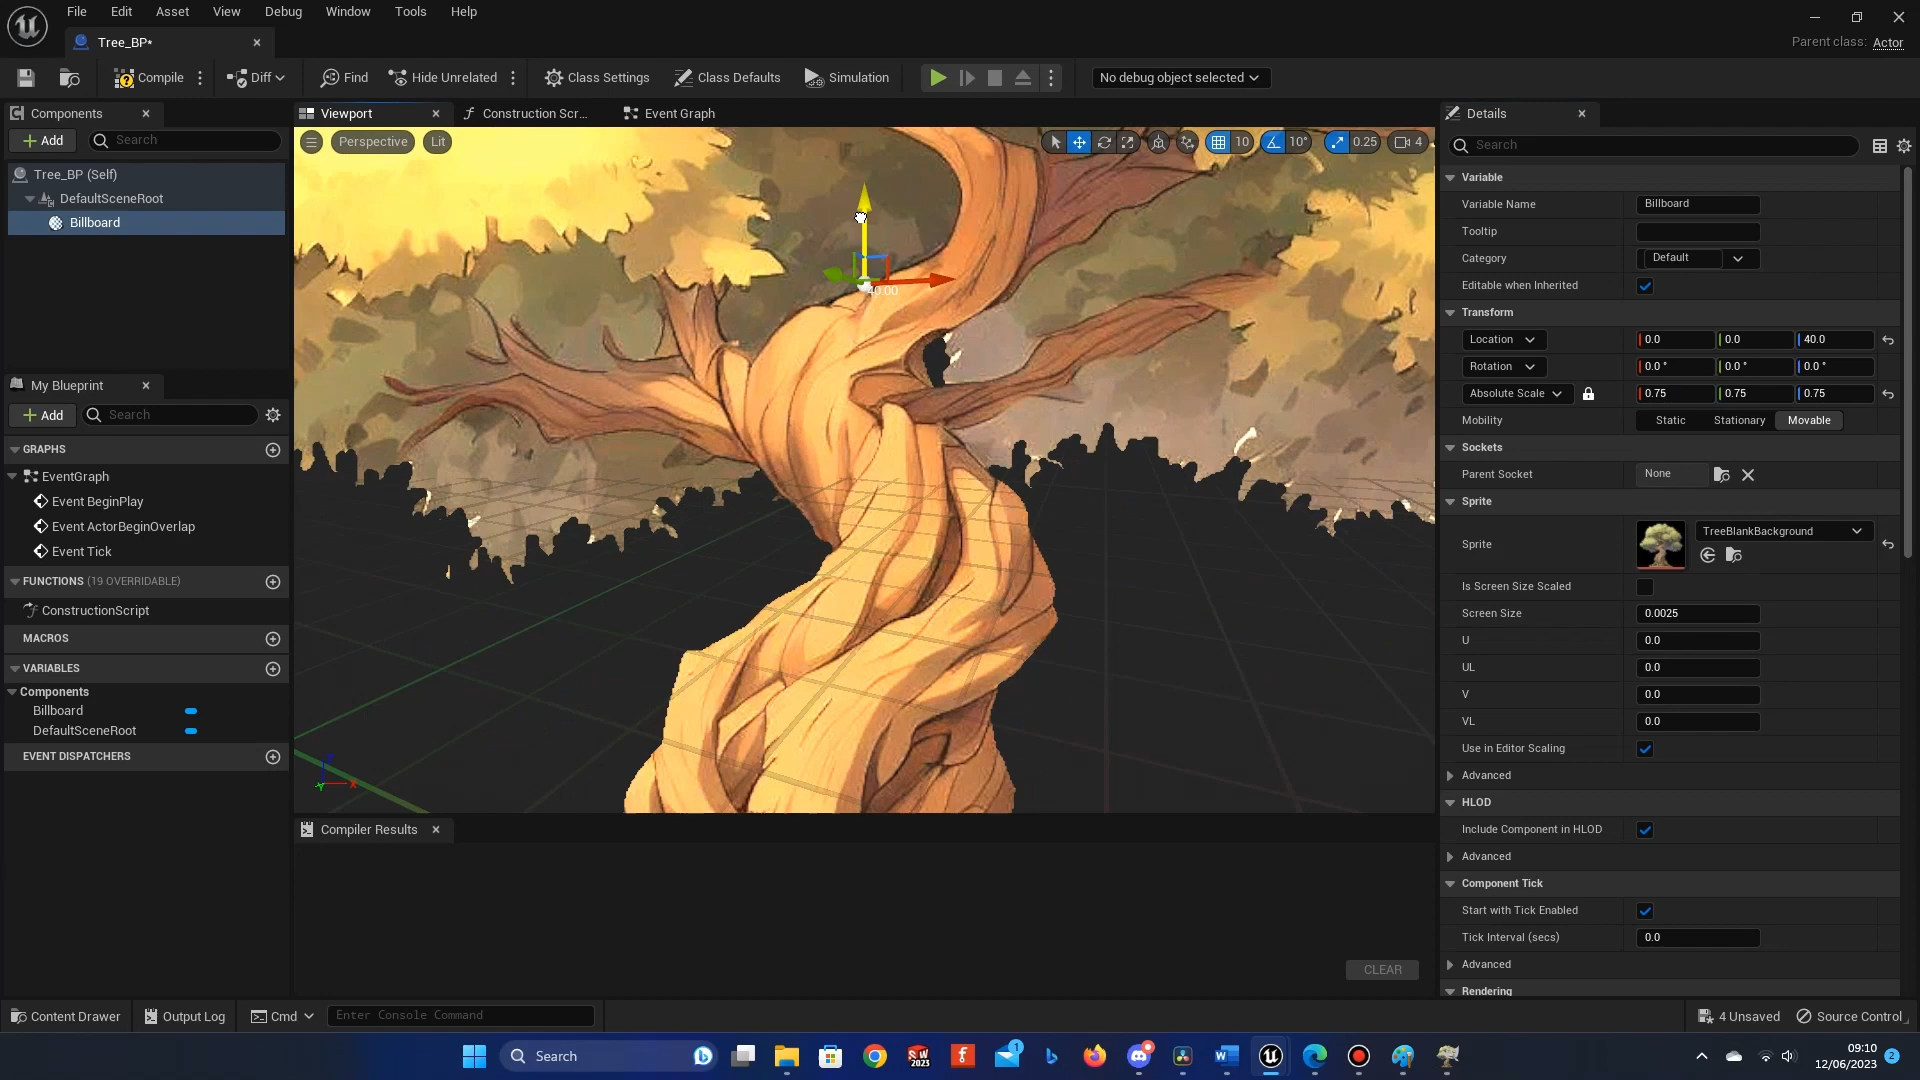 File Edit Asset View Debug Window Tools Help
Tree_BP*
Parent class: Actor
Compile Diff Find Hide Unrelated Class Settings Class Defaults Simulation No debug object selected
Components
Add Search
Tree_BP (Self)
DefaultSceneRoot
Billboard
My Blueprint
Add Search
GRAPHS
EventGraph
Event BeginPlay
Event ActorBeginOverlap
Event Tick
FUNCTIONS (19 OVERRIDABLE)
ConstructionScript
MACROS
VARIABLES
Components
Billboard
DefaultSceneRoot
EVENT DISPATCHERS
Viewport Construction Scr... Event Graph
Perspective Lit 10 10° 0.25 4
40.00
Compiler Results
CLEAR
Details
Search
Variable
Variable Name Billboard
Tooltip
Category Default
Editable when Inherited
Transform
Location 0.0 0.0 40.0
Rotation 0.0 ° 0.0 ° 0.0 °
Absolute Scale 0.75 0.75 0.75
Mobility Static Stationary Movable
Sockets
Parent Socket None
Sprite
Sprite TreeBlankBackground
Is Screen Size Scaled
Screen Size 0.0025
U 0.0
UL 0.0
V 0.0
VL 0.0
Use in Editor Scaling
Advanced
HLOD
Include Component in HLOD
Advanced
Component Tick
Start with Tick Enabled
Tick Interval (secs) 0.0
Advanced
Rendering
Content Drawer Output Log Cmd Enter Console Command 4 Unsaved Source Control
Search
09:10
12/06/2023